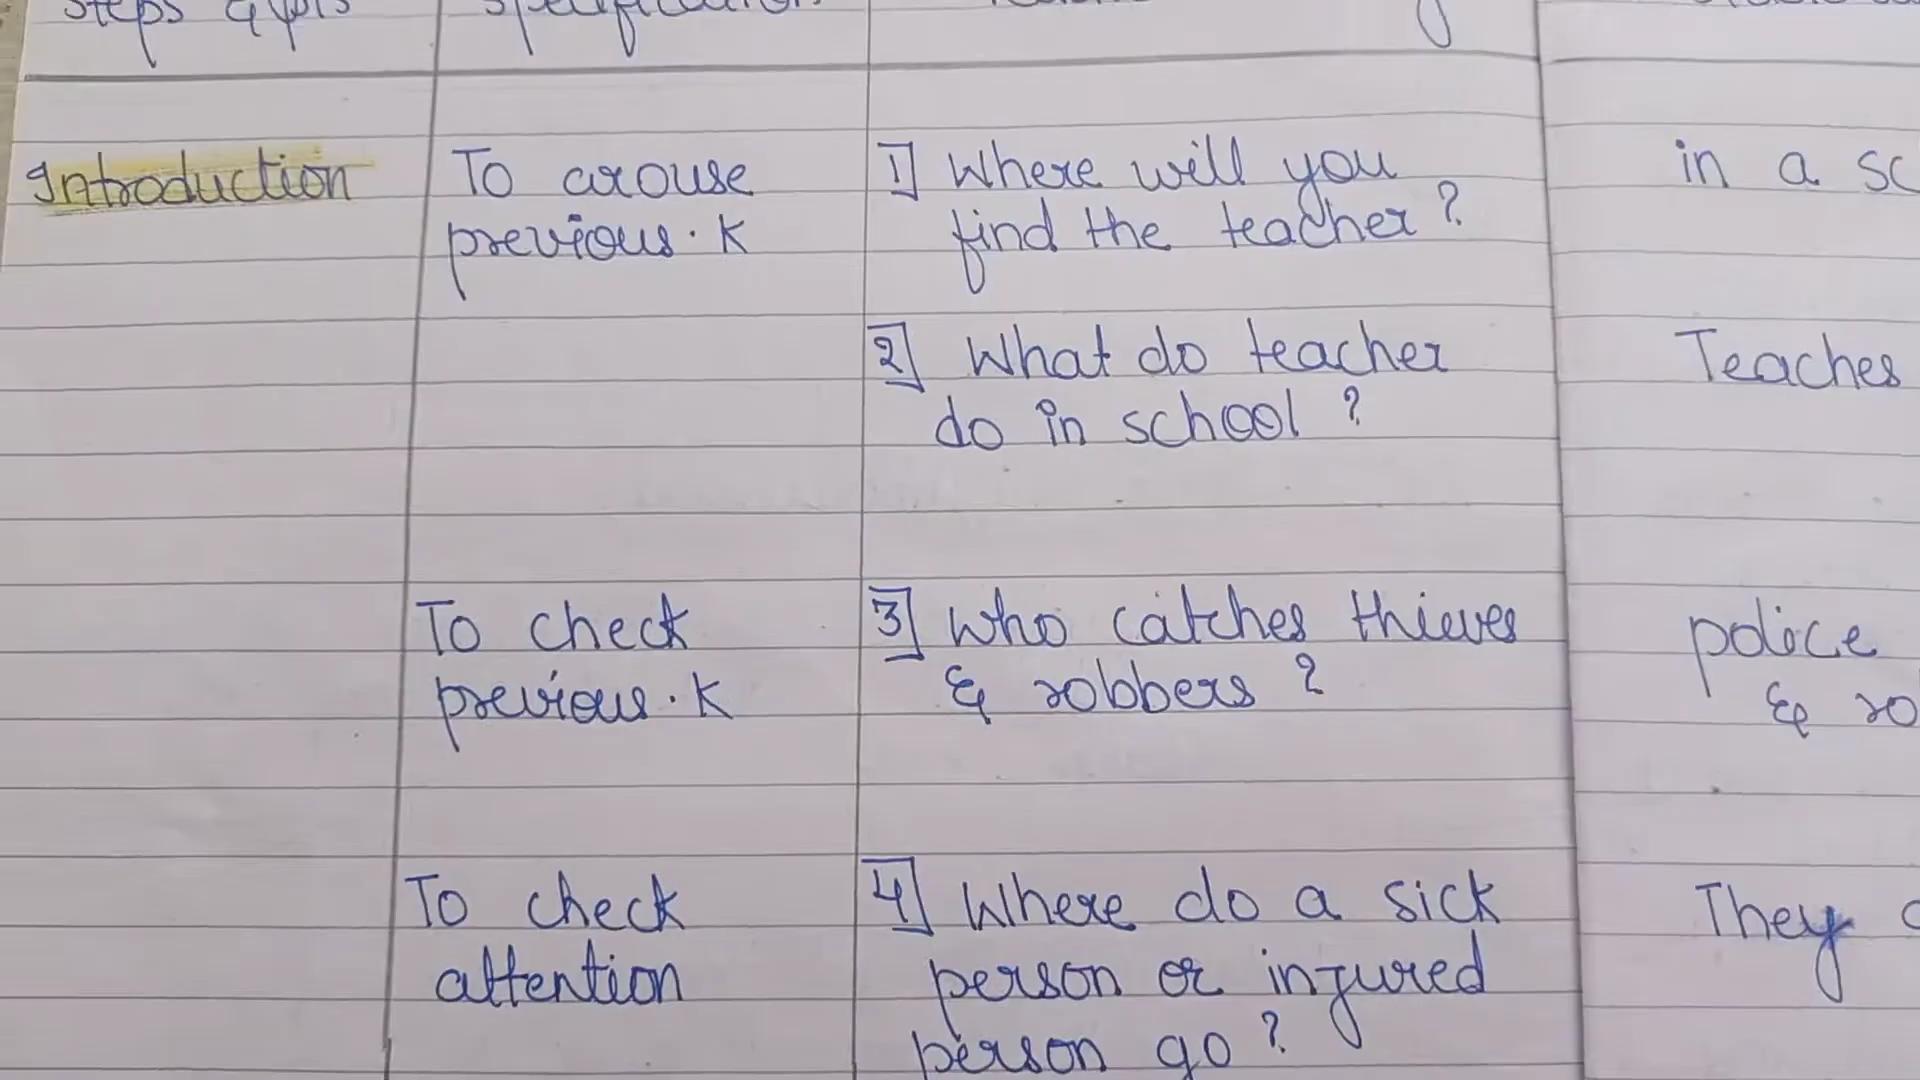 Steps
specification
Introduction
To arouse
previous. K
1] Where will you
find the teacher?
in a
2] What do teacher
do in school?
Teaches
To check
previous. K
3] Who catches thieves
& robbers?
police
&
To check
attention
4] Where do a sick
person or injured
person go?
They